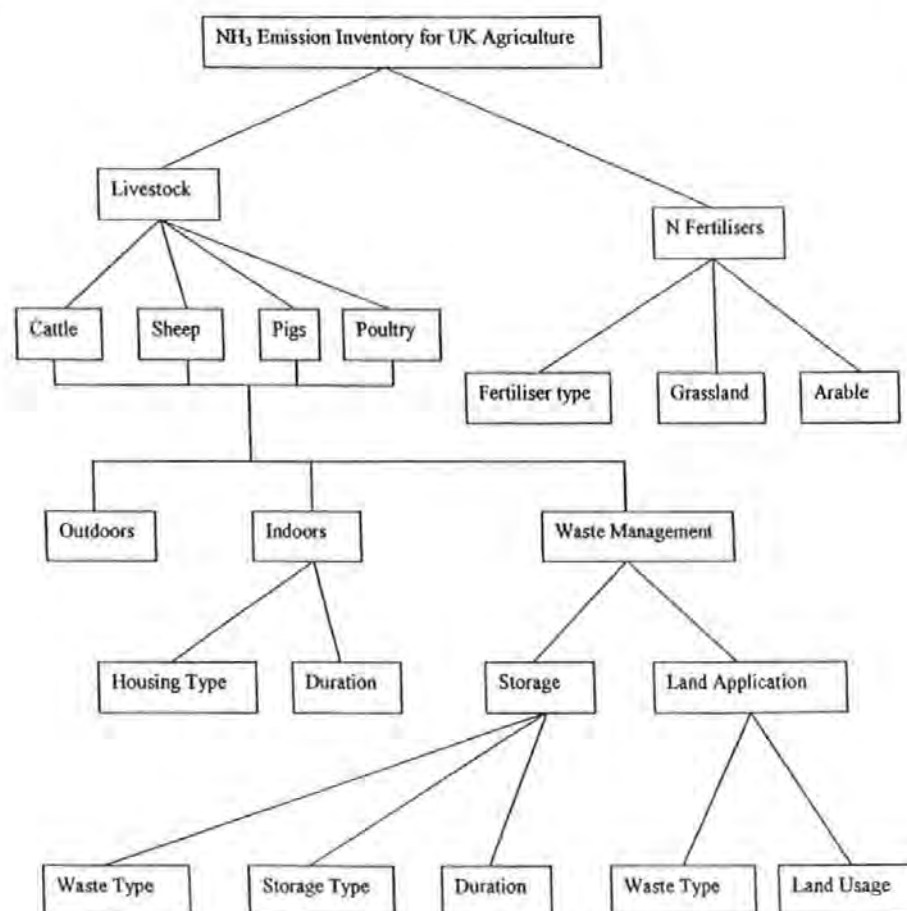 NH₃ Emission Inventory for UK Agriculture
Livestock
N Fertilisers
Cattle
Sheep
Pigs
Poultry
Fertiliser type
Grassland
Arable
Outdoors
Indoors
Waste Management
Housing Type
Duration
Storage
Land Application
Waste Type
Storage Type
Duration
Waste Type
Land Usage